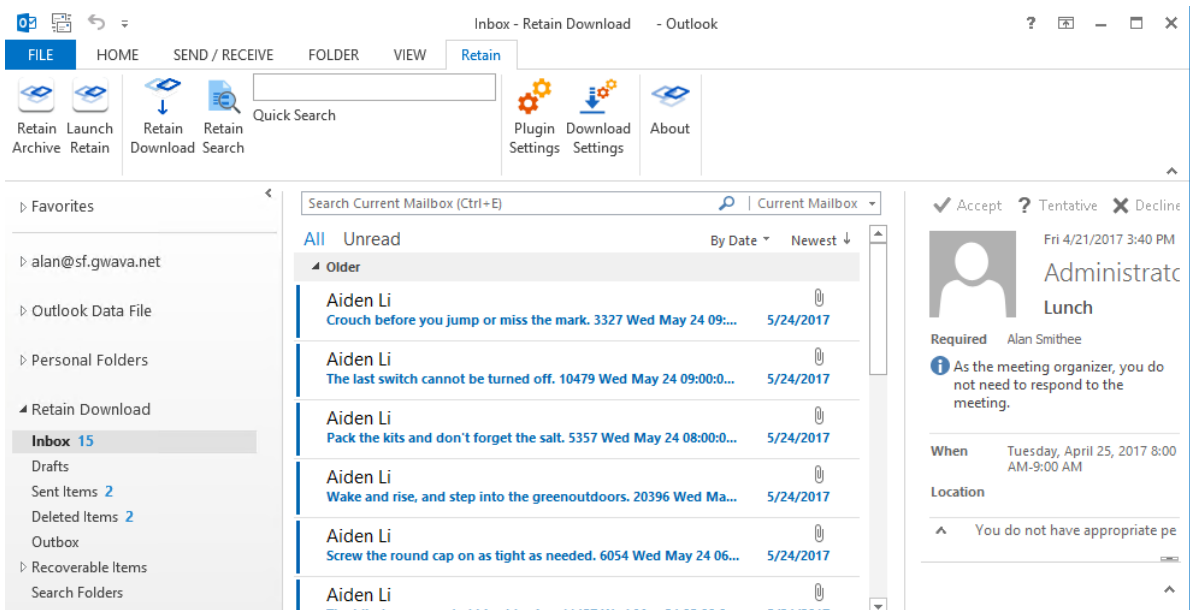 Inbox - Retain Download - Outlook
FILE HOME SEND / RECEIVE FOLDER VIEW Retain
Retain Archive
Launch Retain
Retain Download
Retain Search
Quick Search
Plugin Settings
Download Settings
About
Favorites
alan@sf.gwava.net
Outlook Data File
Personal Folders
Retain Download
Inbox 15
Drafts
Sent Items 2
Deleted Items 2
Outbox
Recoverable Items
Search Folders
Search Current Mailbox (Ctrl+E) Current Mailbox
All Unread By Date Newest
Older
Aiden Li
Crouch before you jump or miss the mark. 3327 Wed May 24 09:... 5/24/2017
Aiden Li
The last switch cannot be turned off. 10479 Wed May 24 09:00:0... 5/24/2017
Aiden Li
Pack the kits and don't forget the salt. 5357 Wed May 24 08:00:0... 5/24/2017
Aiden Li
Wake and rise, and step into the greenoutdoors. 20396 Wed Ma... 5/24/2017
Aiden Li
Screw the round cap on as tight as needed. 6054 Wed May 24 06... 5/24/2017
Aiden Li
Accept ? Tentative Decline
Fri 4/21/2017 3:40 PM
Administratc
Lunch
Required Alan Smithee
As the meeting organizer, you do
not need to respond to the
meeting.
When Tuesday, April 25, 2017 8:00
AM-9:00 AM
Location
You do not have appropriate pe